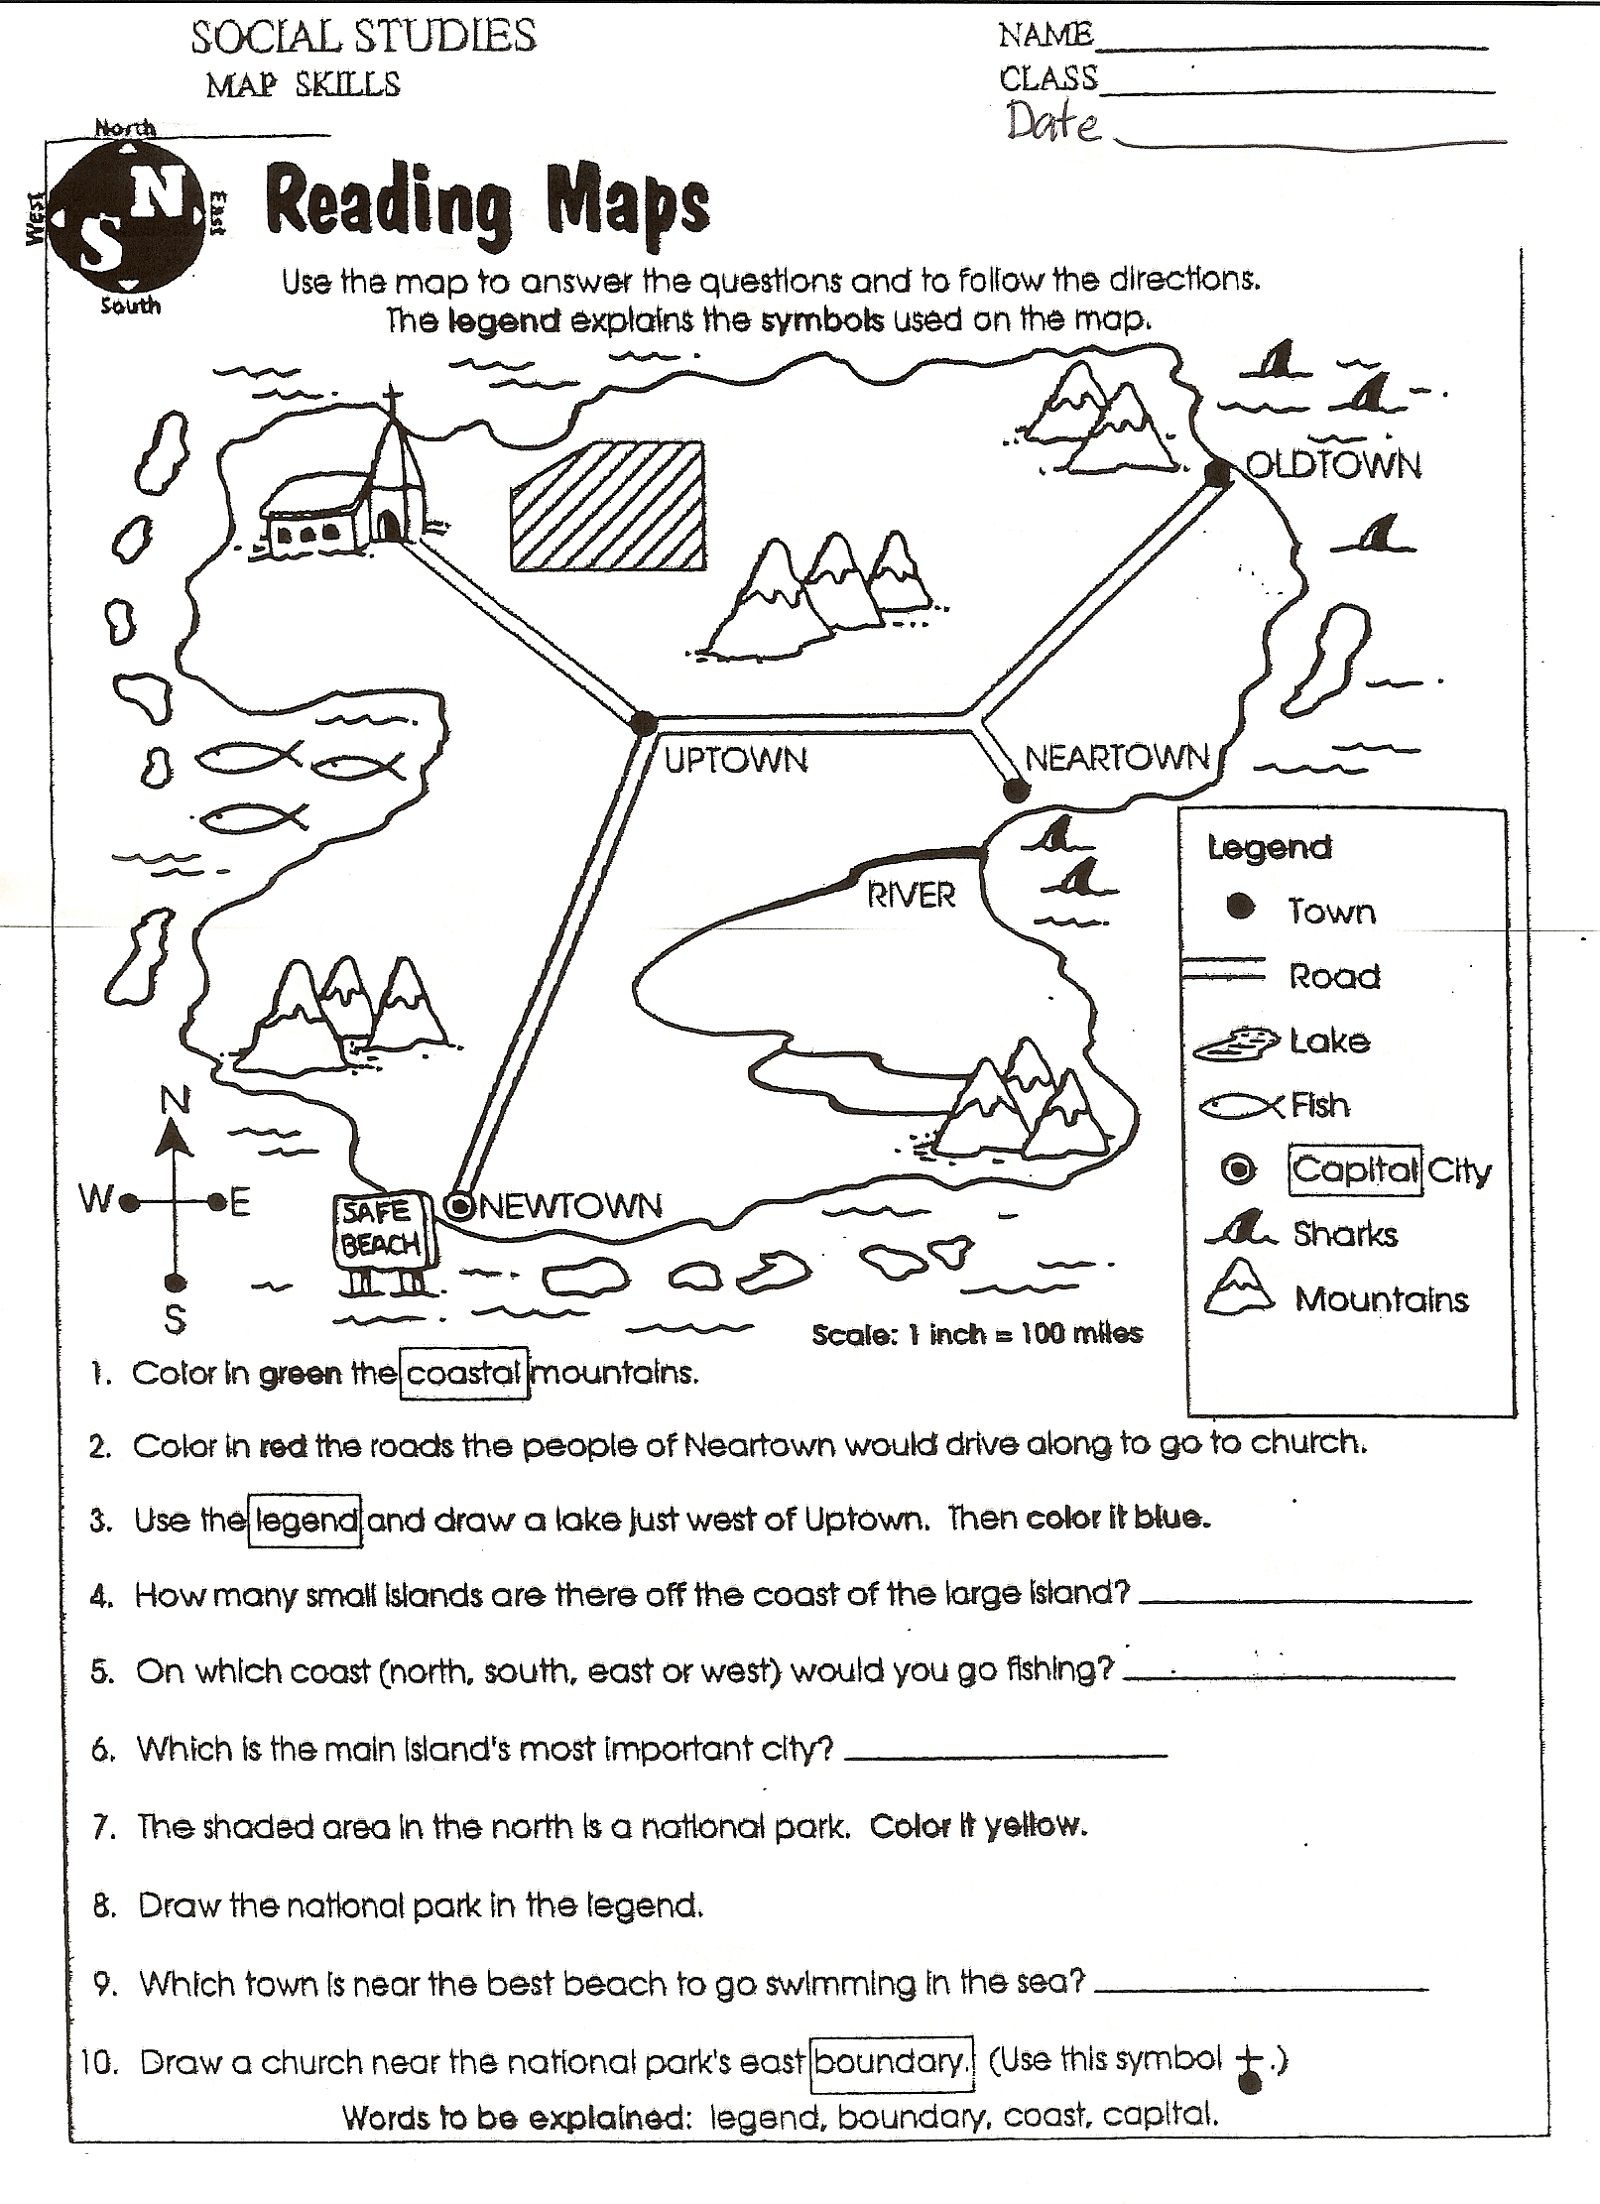 SOCIAL STUDIES
MAP SKILLS
NAME
CLASS
Date
North
West
N
S
East
South
Reading Maps
Use the map to answer the questions and to follow the directions.
The legend explains the symbols used on the map.
OLDTOWN
UPTOWN
NEARTOWN
RIVER
Legend
Town
Road
Lake
Fish
Capital City
Sharks
Mountains
N
W
E
S
SAFE
BEACH
NEWTOWN
Scale: 1 inch = 100 miles
1. Color in green the coastal mountains.
2. Color in red the roads the people of Neartown would drive along to go to church.
3. Use the legend and draw a lake just west of Uptown. Then color it blue.
4. How many small islands are there off the coast of the large island?
5. On which coast (north, south, east or west) would you go fishing?
6. Which is the main island's most important city?
7. The shaded area in the north is a national park. Color it yellow.
8. Draw the national park in the legend.
9. Which town is near the best beach to go swimming in the sea?
10. Draw a church near the national park's east boundary. (Use this symbol .)
Words to be explained: legend, boundary, coast, capital.